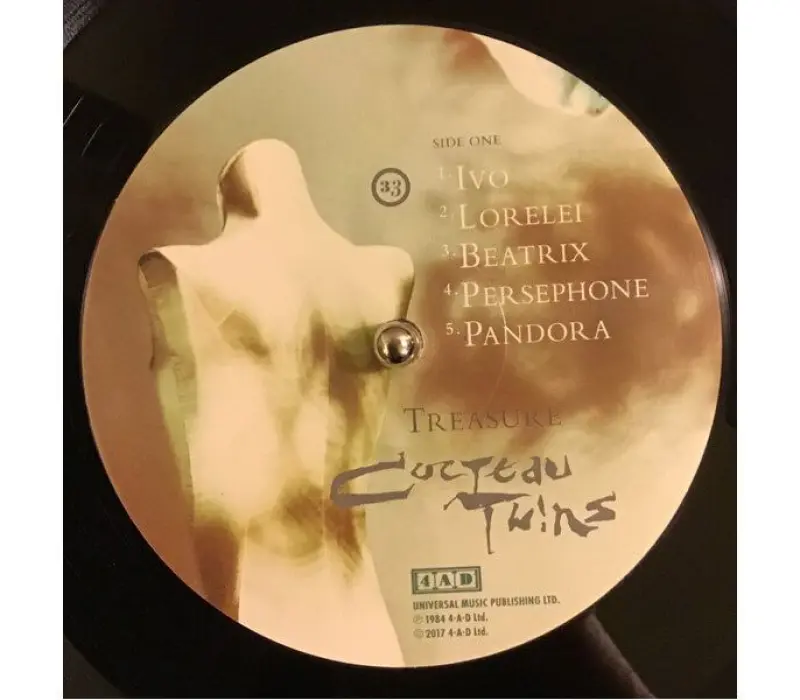 SIDE ONE
33
1. IVO
2. LORELEI
3. BEATRIX
4. PERSEPHONE
5. PANDORA
TREASURE
COCTEAU
TWINS
4AD
UNIVERSAL MUSIC PUBLISHING LTD.
℗ 1984 4·A·D Ltd.
© 2017 4·A·D Ltd.